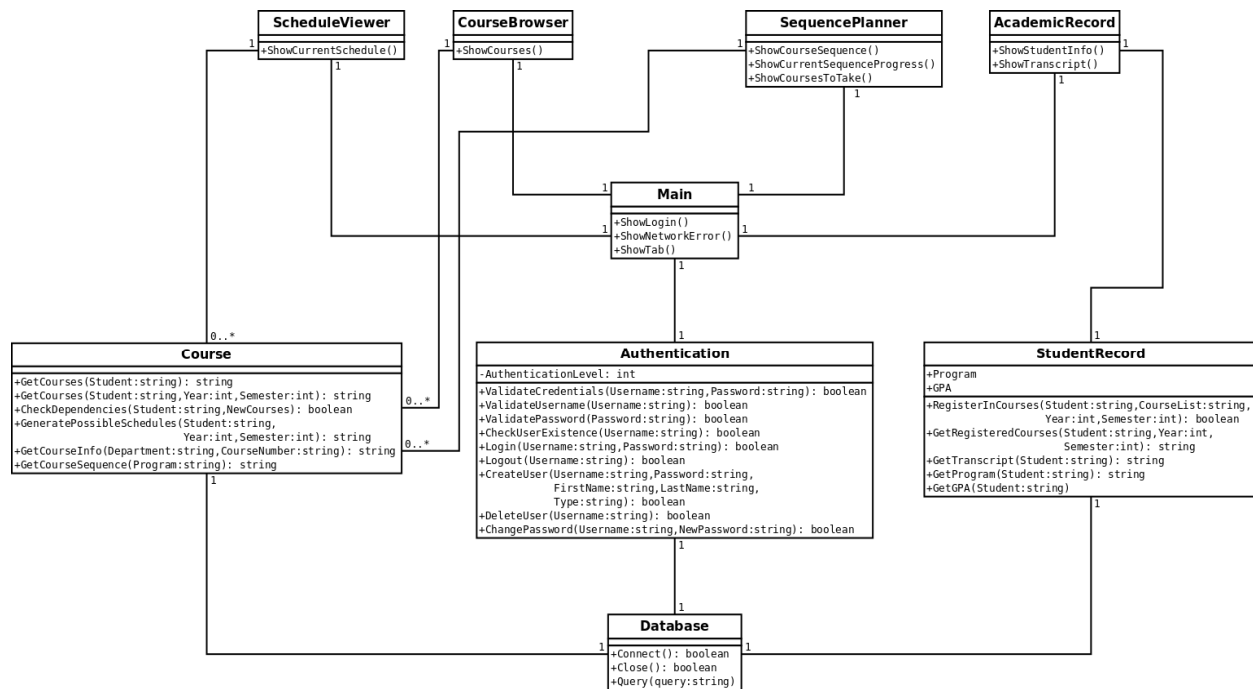 ScheduleViewer
+ShowCurrentSchedule()
1
1
CourseBrowser
+ShowCourses()
1
1
SequencePlanner
+ShowCourseSequence()
+ShowCurrentSequenceProgress()
+ShowCoursesToTake()
1
1
AcademicRecord
+ShowStudentInfo()
+ShowTranscript()
1
1
Main
+ShowLogin()
+ShowNetworkError()
+ShowTab()
1
1
1
1
1
0..*
Course
+GetCourses(Student:string): string
+GetCourses(Student:string,Year:int,Semester:int): string
+CheckDependencies(Student:string,NewCourses): boolean
+GeneratePossibleSchedules(Student:string,
Year:int,Semester:int): string
+GetCourseInfo(Department:string,CourseNumber:string): string
+GetCourseSequence(Program:string): string
0..*
0..*
1
1
Authentication
-AuthenticationLevel: int
+ValidateCredentials(Username:string,Password:string): boolean
+ValidateUsername(Username:string): boolean
+ValidatePassword(Password:string): boolean
+CheckUserExistence(Username:string): boolean
+Login(Username:string,Password:string): boolean
+Logout(Username:string): boolean
+CreateUser(Username:string,Password:string,
FirstName:string,LastName:string,
Type:string): boolean
+DeleteUser(Username:string): boolean
+ChangePassword(Username:string,NewPassword:string): boolean
1
1
StudentRecord
+Program
+GPA
+RegisterInCourses(Student:string,CourseList:string,
Year:int,Semester:int): boolean
+GetRegisteredCourses(Student:string,Year:int,
Semester:int): string
+GetTranscript(Student:string): string
+GetProgram(Student:string): string
+GetGPA(Student:string)
1
1
Database
+Connect(): boolean
+Close(): boolean
+Query(query:string)
1
1